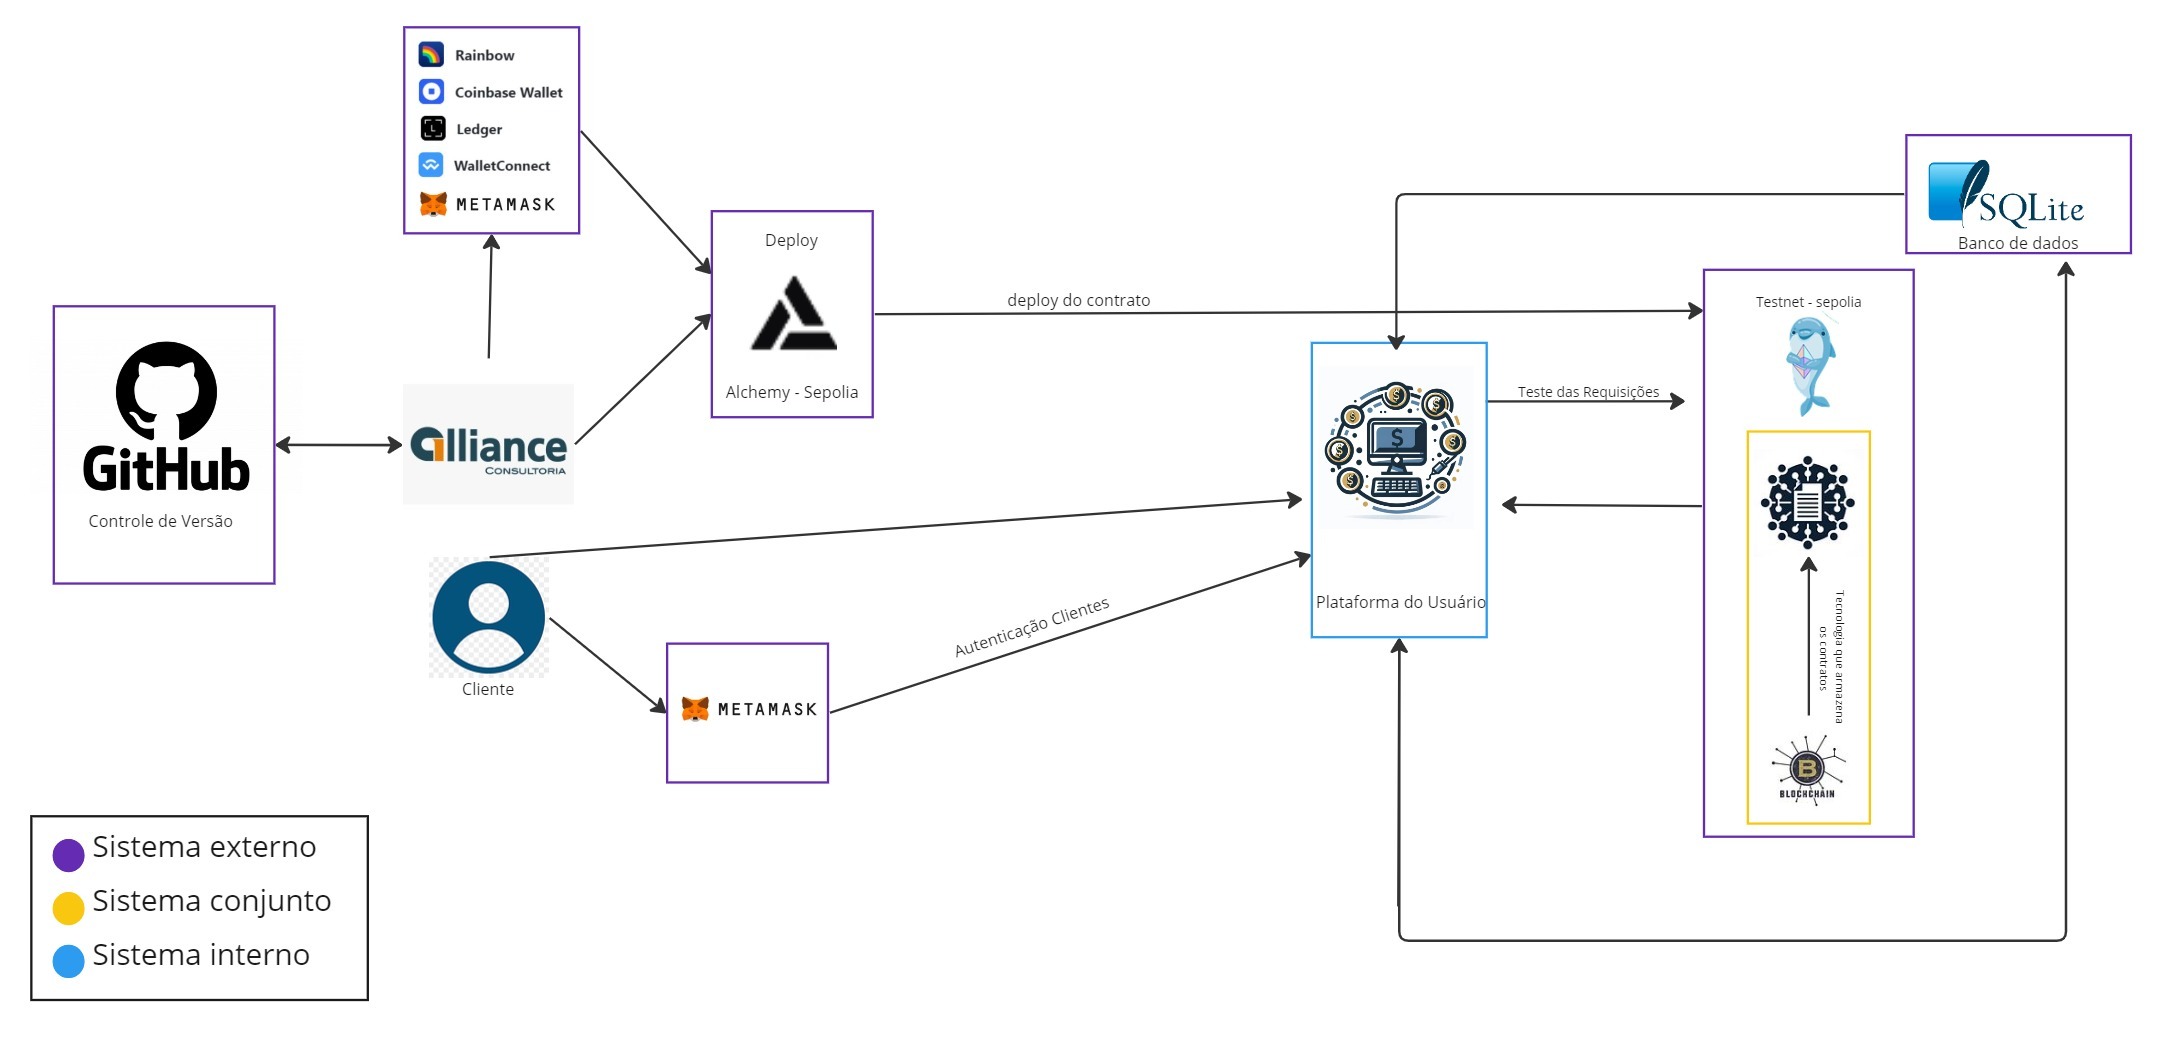 Rainbow
Coinbase Wallet
Ledger
WalletConnect
METAMASK
GitHub
Controle de Versão
alliance
CONSULTORIA
Deploy
Alchemy - Sepolia
deploy do contrato
SQLite
Banco de dados
Testnet - sepolia
Teste das Requisições
Plataforma do Usuário
Cliente
METAMASK
Autenticação Clientes
Tecnologia que armazena
os contratos
B
BLOCKCHAIN
Sistema externo
Sistema conjunto
Sistema interno